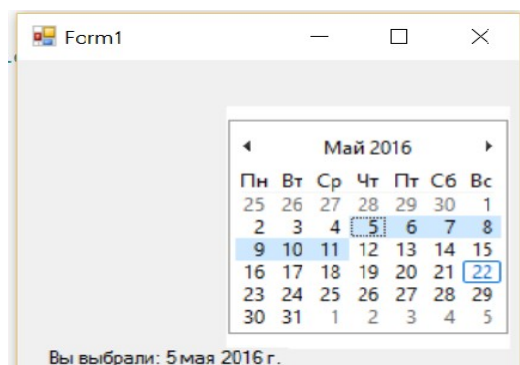 Form1
Май 2016
Пн Вт Ср Чт Пт Сб Вс
25 26 27 28 29 30 1
2 3 4 5 6 7 8
9 10 11 12 13 14 15
16 17 18 19 20 21 22
23 24 25 26 27 28 29
30 31 1 2 3 4 5
Вы выбрали: 5 мая 2016 г.